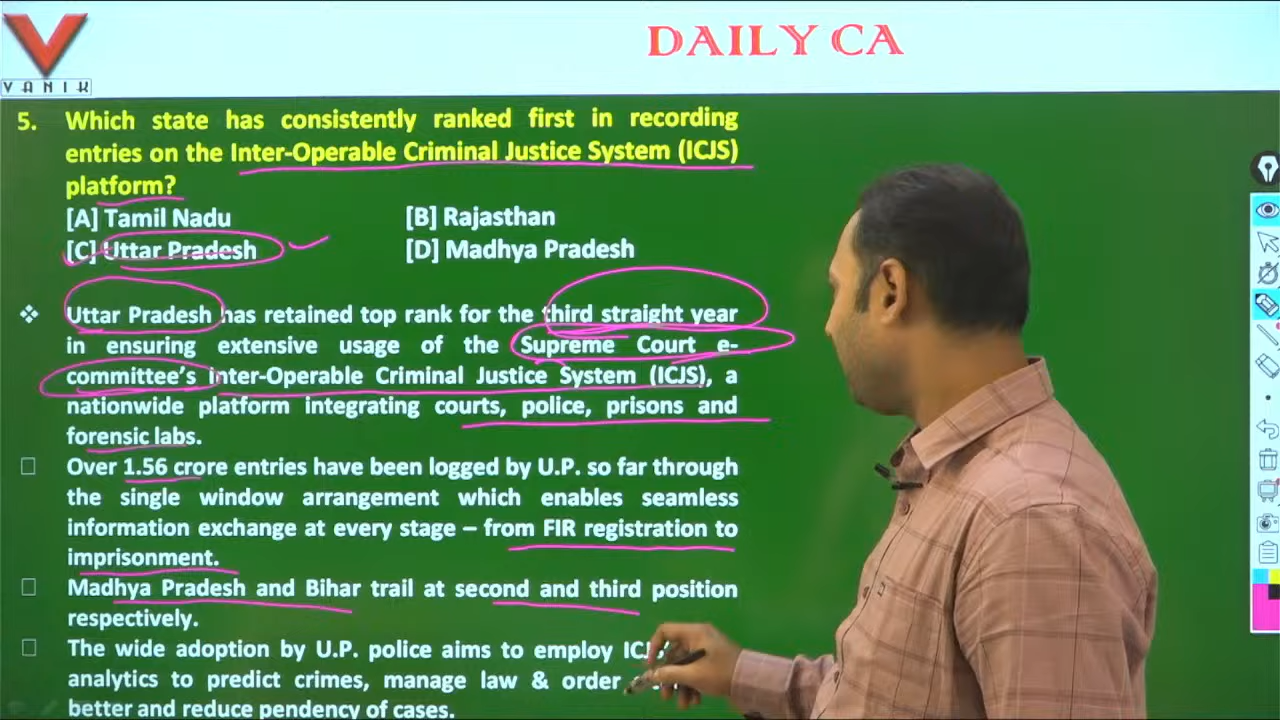 VANIK
DAILY CA
5. Which state has consistently ranked first in recording
entries on the Inter-Operable Criminal Justice System (ICJS)
platform?
[A] Tamil Nadu [B] Rajasthan
[C] Uttar Pradesh [D] Madhya Pradesh
❖ Uttar Pradesh has retained top rank for the third straight year
in ensuring extensive usage of the Supreme Court e-
committee’s inter-Operable Criminal Justice System (ICJS), a
nationwide platform integrating courts, police, prisons and
forensic labs.
Over 1.56 crore entries have been logged by U.P. so far through
the single window arrangement which enables seamless
information exchange at every stage – from FIR registration to
imprisonment.
Madhya Pradesh and Bihar trail at second and third position
respectively.
The wide adoption by U.P. police aims to employ
analytics to predict crimes, manage law & order
better and reduce pendency of cases.